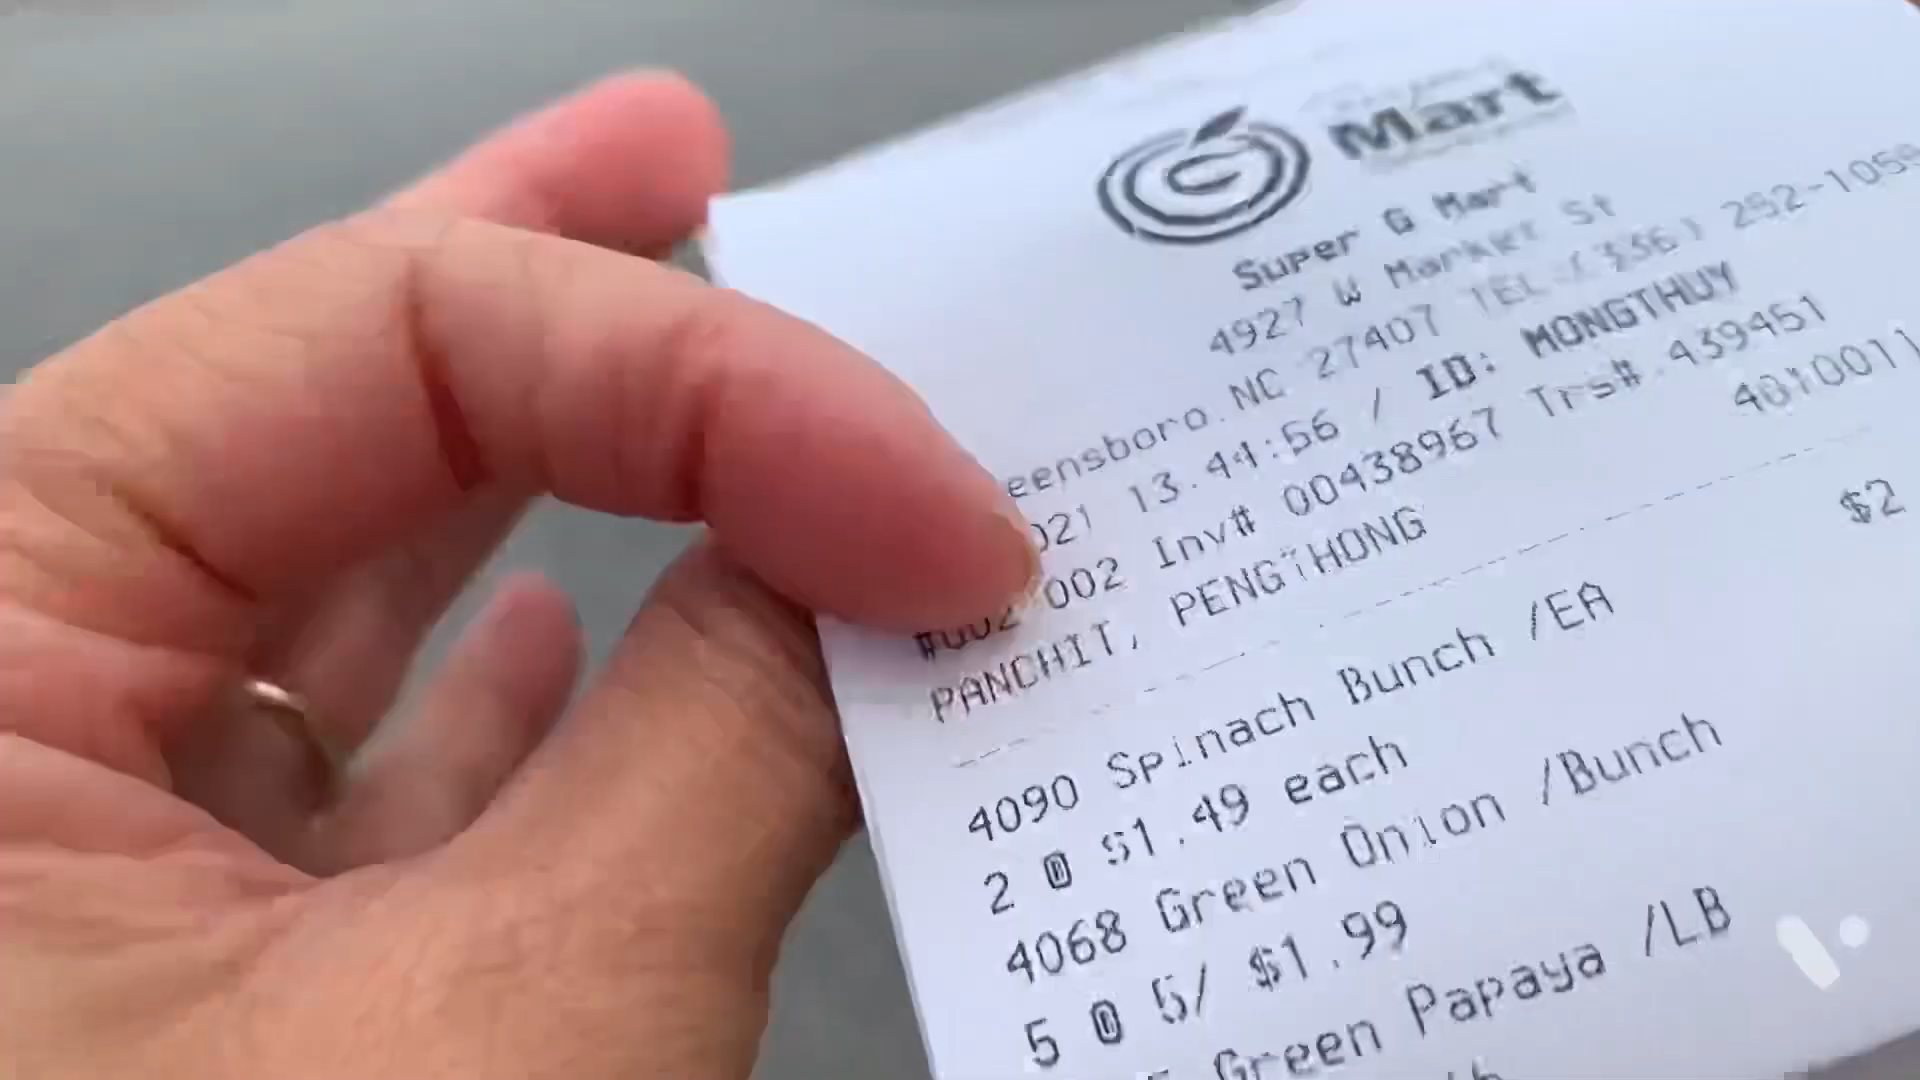 Mart
Super G Mart
4927 W Market St
eensboro. NC 27407 TEL (336) 252-105
021 13:44:56 / ID: MONGTHUY
#002 002 Inv# 00438967 Trs# 439451
PANCHIT, PENGTHONG
$2
4090 Spinach Bunch /EA
2 @ $1.49 each
4068 Green Onion /Bunch
5 @ 5/ $1.99
Green Papaya /LB